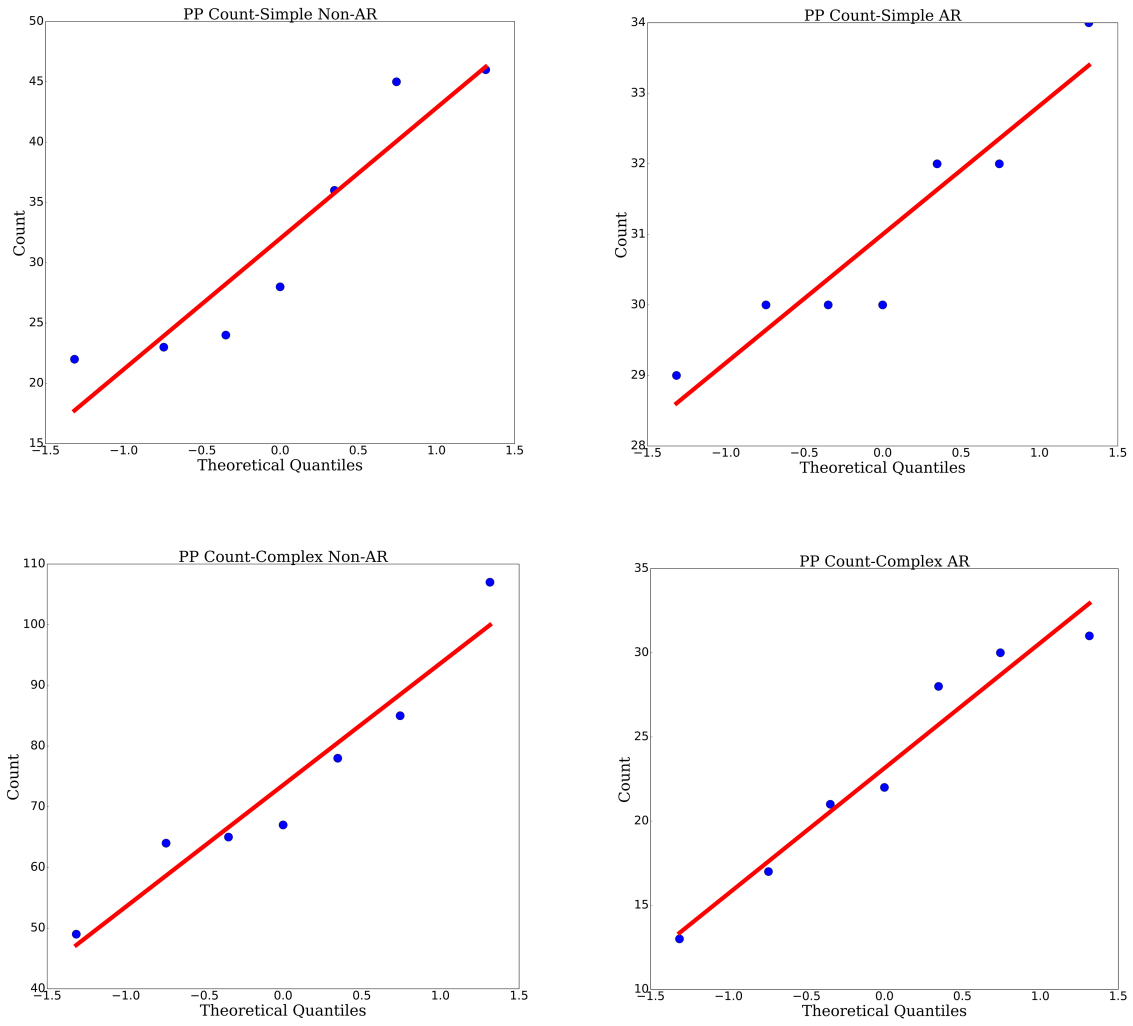 PP Count-Simple Non-AR
50
45
40
35
30
25
20
15
Count
−1.5 −1.0 −0.5 0.0 0.5 1.0 1.5
Theoretical Quantiles
PP Count-Simple AR
34
33
32
31
30
29
28
Count
−1.5 −1.0 −0.5 0.0 0.5 1.0 1.5
Theoretical Quantiles
PP Count-Complex Non-AR
110
100
90
80
70
60
50
40
Count
−1.5 −1.0 −0.5 0.0 0.5 1.0 1.5
Theoretical Quantiles
PP Count-Complex AR
35
30
25
20
15
10
Count
−1.5 −1.0 −0.5 0.0 0.5 1.0 1.5
Theoretical Quantiles